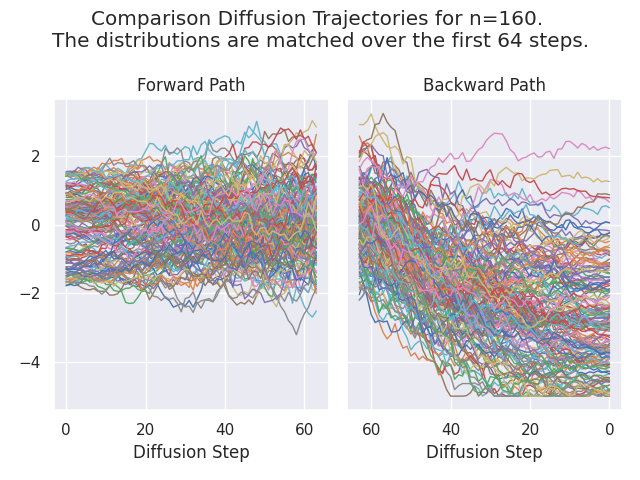 Comparison Diffusion Trajectories for n=160.
The distributions are matched over the first 64 steps.
Forward Path
Backward Path
2
0
−2
−4
0 20 40 60
60 40 20 0
Diffusion Step
Diffusion Step